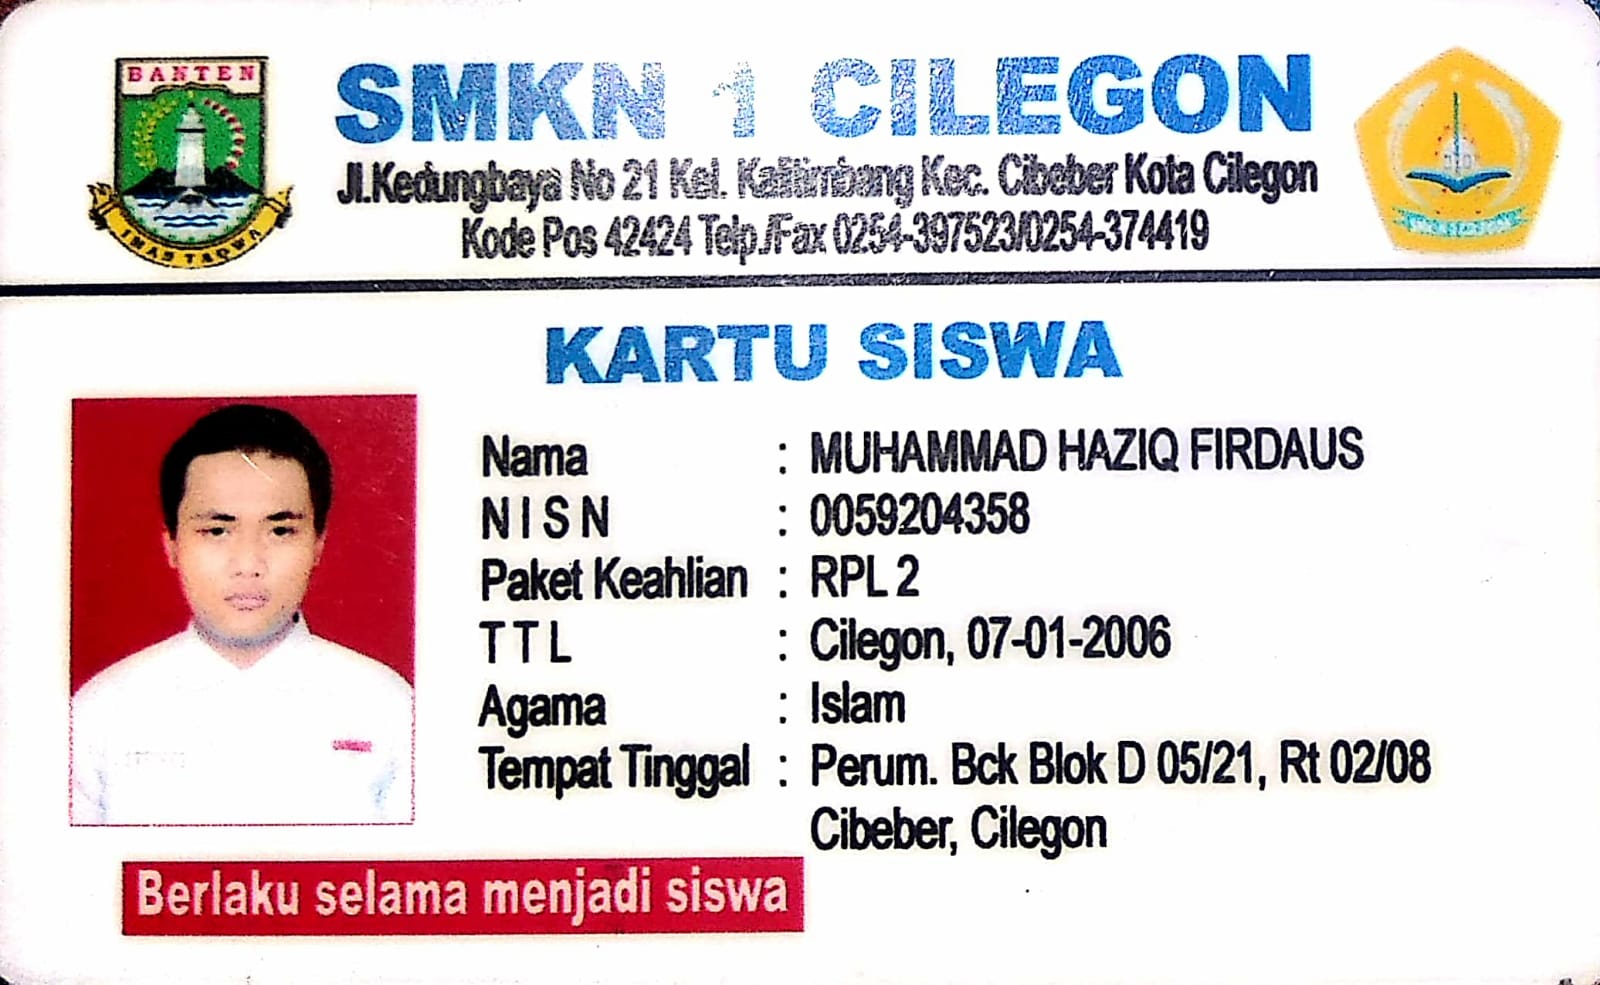 BANTEN
IMAN TAQWA
SMKN 1 CILEGON
Jl.Kedungbaya No 21 Kel. Kalitimbang Kec. Cibeber Kota Cilegon
Kode Pos 42424 Telp./Fax 0254-397523/0254-374419
KARTU SISWA
Nama : MUHAMMAD HAZIQ FIRDAUS
NISN : 0059204358
Paket Keahlian : RPL 2
TTL : Cilegon, 07-01-2006
Agama : Islam
Tempat Tinggal : Perum. Bck Blok D 05/21, Rt 02/08
Cibeber, Cilegon
Berlaku selama menjadi siswa